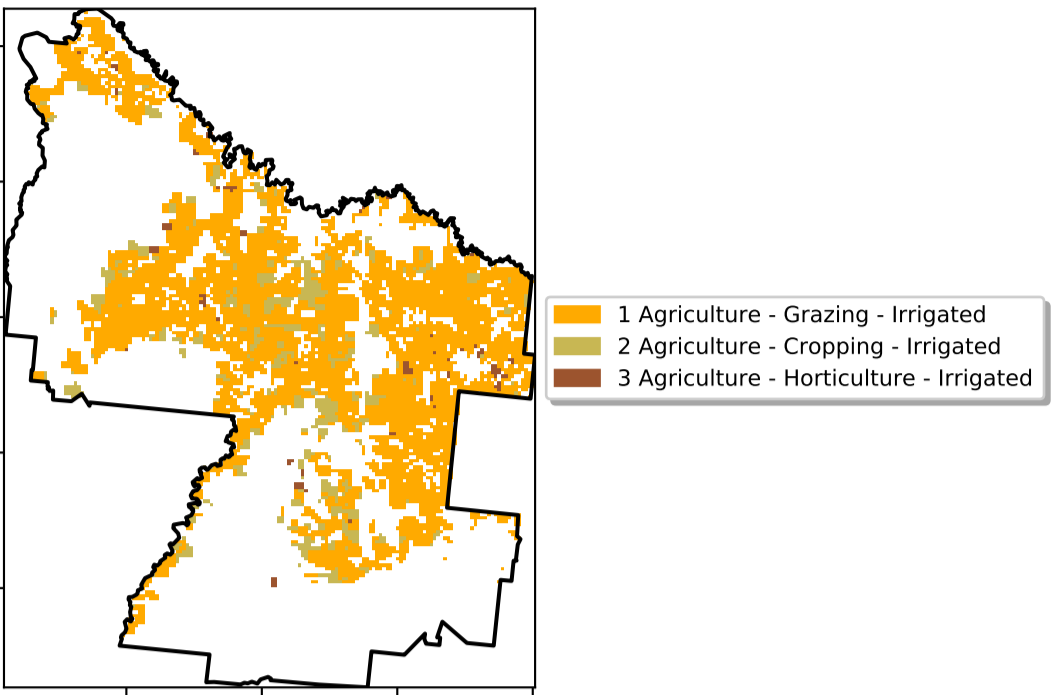 1 Agriculture - Grazing - Irrigated
2 Agriculture - Cropping - Irrigated
3 Agriculture - Horticulture - Irrigated